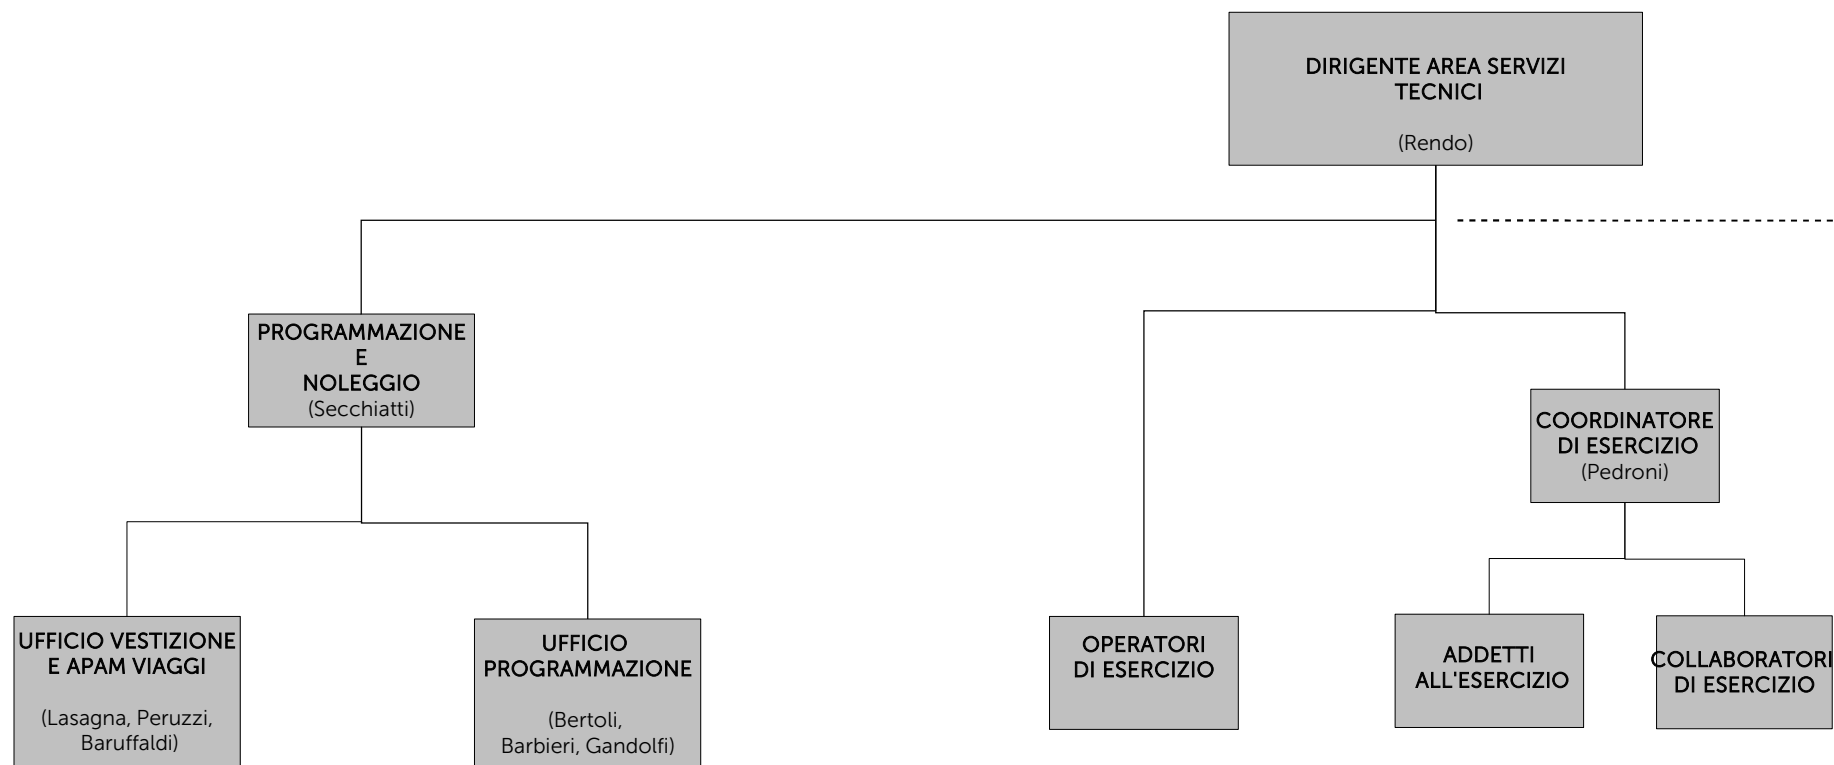 DIRIGENTE AREA SERVIZI
TECNICI
(Rendo)
PROGRAMMAZIONE
E
NOLEGGIO
(Secchiatti)
COORDINATORE
DI ESERCIZIO
(Pedroni)
UFFICIO VESTIZIONE
E APAM VIAGGI
(Lasagna, Peruzzi,
Baruffaldi)
UFFICIO
PROGRAMMAZIONE
(Bertoli,
Barbieri, Gandolfi)
OPERATORI
DI ESERCIZIO
ADDETTI
ALL'ESERCIZIO
COLLABORATORI
DI ESERCIZIO